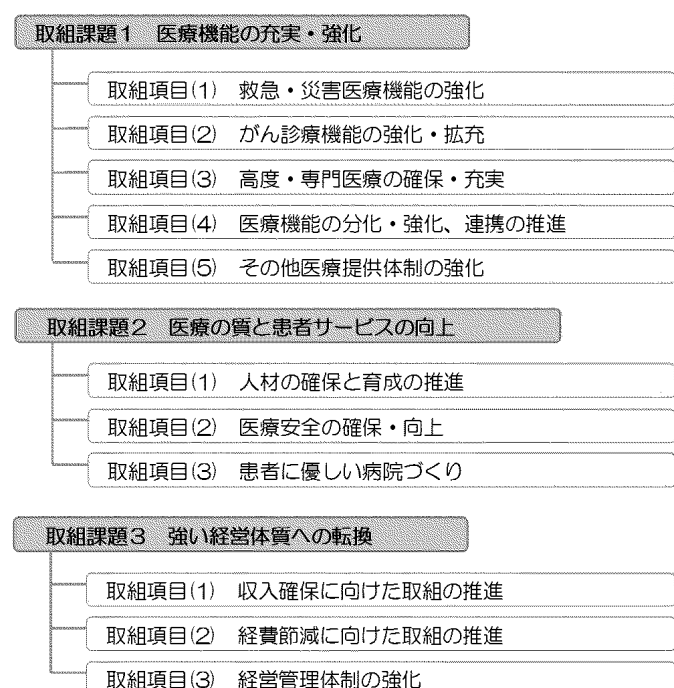 取組課題1　医療機能の充実・強化
取組項目(1)　救急・災害医療機能の強化
取組項目(2)　がん診療機能の強化・拡充
取組項目(3)　高度・専門医療の確保・充実
取組項目(4)　医療機能の分化・強化、連携の推進
取組項目(5)　その他医療提供体制の強化
取組課題2　医療の質と患者サービスの向上
取組項目(1)　人材の確保と育成の推進
取組項目(2)　医療安全の確保・向上
取組項目(3)　患者に優しい病院づくり
取組課題3　強い経営体質への転換
取組項目(1)　収入確保に向けた取組の推進
取組項目(2)　経費節減に向けた取組の推進
取組項目(3)　経営管理体制の強化